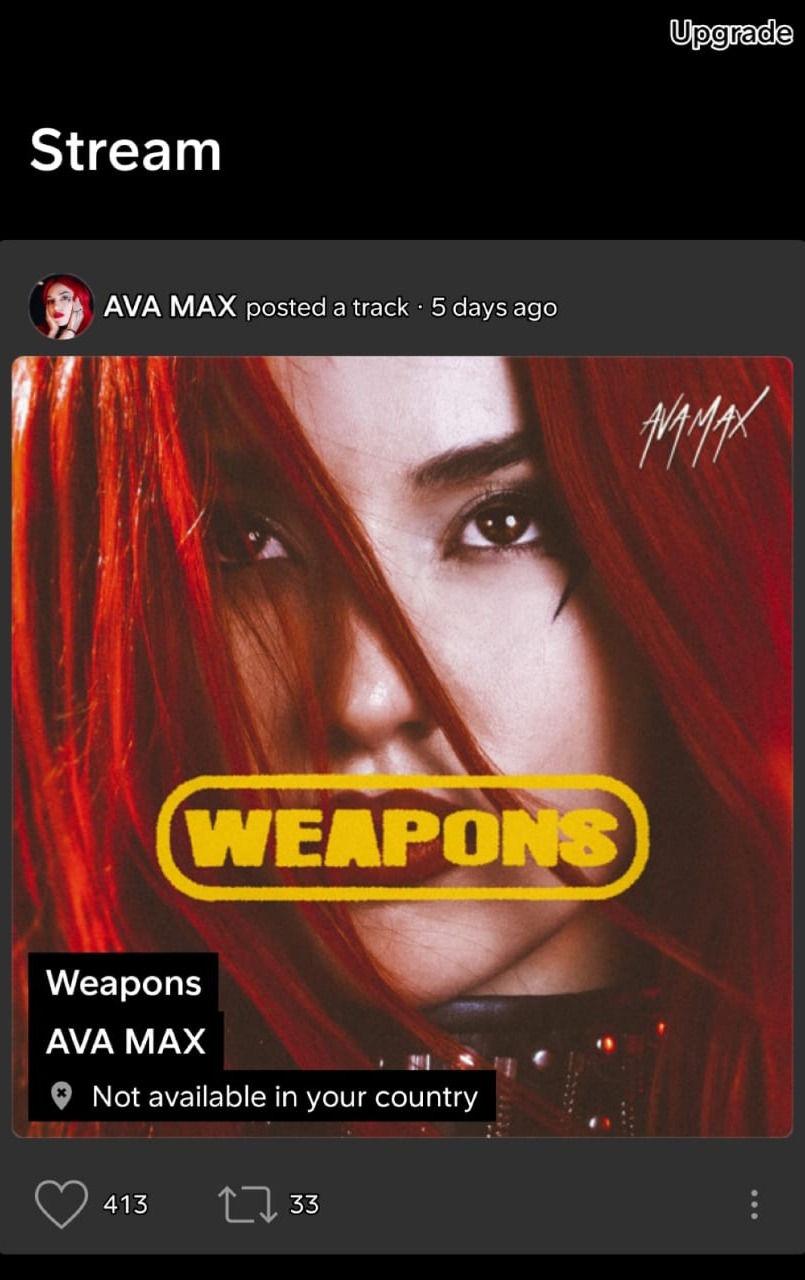 Upgrade
Stream
AVA MAX posted a track · 5 days ago
AVA MAX
WEAPONS
Weapons
AVA MAX
Not available in your country
413 33